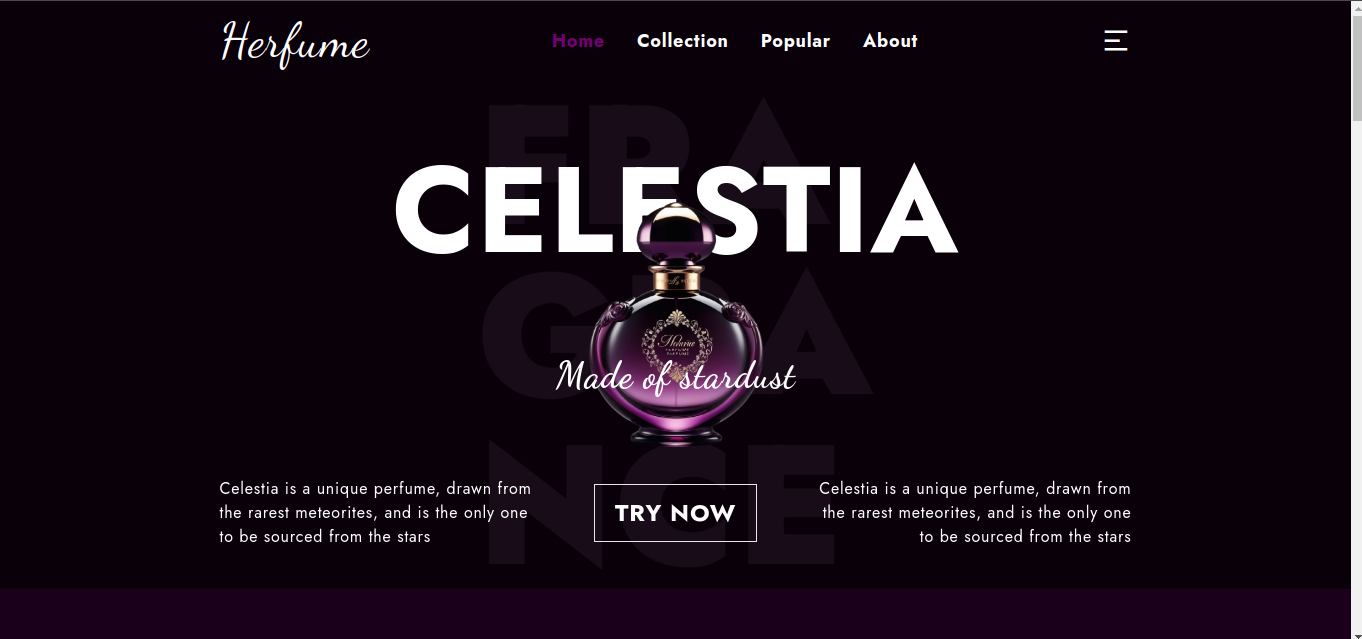 Herfume
Home Collection Popular About
FRA
CELESTIA
GRA
Made of stardust
NCE
Celestia is a unique perfume, drawn from
the rarest meteorites, and is the only one
to be sourced from the stars
TRY NOW
Celestia is a unique perfume, drawn from
the rarest meteorites, and is the only one
to be sourced from the stars